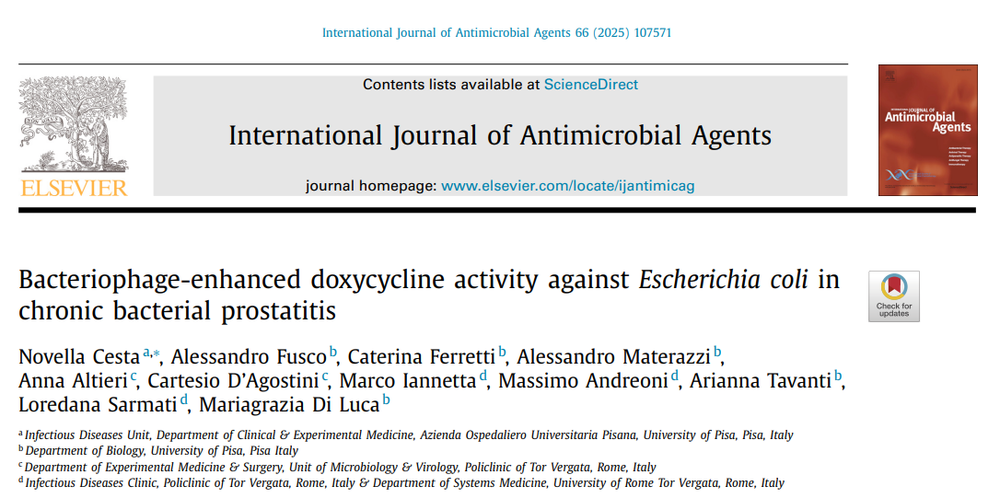 International Journal of Antimicrobial Agents 66 (2025) 107571
Contents lists available at ScienceDirect
International Journal of Antimicrobial Agents
journal homepage: www.elsevier.com/locate/ijantimicag
ELSEVIER
INTERNATIONAL JOURNAL OF
Antimicrobial
Agents
Bacteriophage-enhanced doxycycline activity against Escherichia coli in
chronic bacterial prostatitis
Check for
updates
Novella Cesta a,*, Alessandro Fusco b, Caterina Ferretti b, Alessandro Materazzi b,
Anna Altieri c, Cartesio D’Agostini c, Marco Iannetta d, Massimo Andreoni d, Arianna Tavanti b,
Loredana Sarmati d, Mariagrazia Di Luca b
a Infectious Diseases Unit, Department of Clinical & Experimental Medicine, Azienda Ospedaliero Universitaria Pisana, University of Pisa, Pisa, Italy
b Department of Biology, University of Pisa, Pisa Italy
c Department of Experimental Medicine & Surgery, Unit of Microbiology & Virology, Policlinic of Tor Vergata, Rome, Italy
d Infectious Diseases Clinic, Policlinic of Tor Vergata, Rome, Italy & Department of Systems Medicine, University of Rome Tor Vergata, Rome, Italy